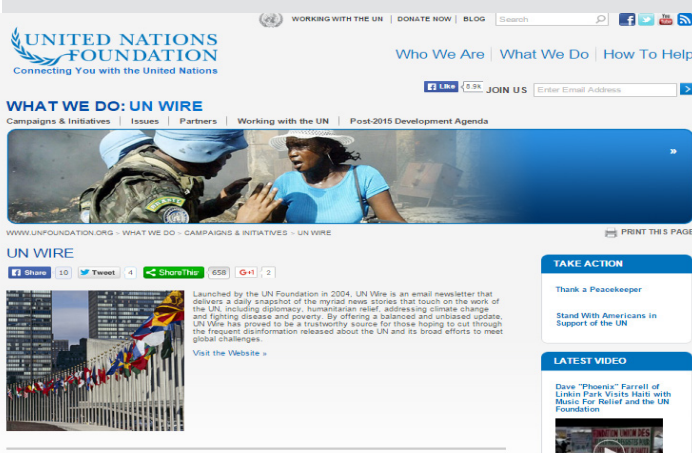 WORKING WITH THE UN | DONATE NOW | BLOG Search
UNITED NATIONS
FOUNDATION
Connecting You with the United Nations
Who We Are | What We Do | How To Help
Like 5.9k JOIN US Enter Email Address >
WHAT WE DO: UN WIRE
Campaigns & Initiatives | Issues | Partners | Working with the UN | Post-2015 Development Agenda
BRASIL
»
WWW.UNFOUNDATION.ORG > WHAT WE DO > CAMPAIGNS & INITIATIVES > UN WIRE
PRINT THIS PAGE
UN WIRE
Share 10 Tweet 4 ShareThis 658 G+1 2
Launched by the UN Foundation in 2004, UN Wire is an email newsletter that
delivers a daily snapshot of the myriad news stories that touch on the work of
the UN, including diplomacy, humanitarian relief, addressing climate change
and fighting disease and poverty. By offering a balanced and unbiased update,
UN Wire has proved to be a trustworthy source for those hoping to cut through
the frequent disinformation released about the UN and its broad efforts to meet
global challenges.
Visit the Website »
TAKE ACTION
Thank a Peacekeeper
Stand With Americans in
Support of the UN
LATEST VIDEO
Dave "Phoenix" Farrell of
Linkin Park Visits Haiti with
Music For Relief and the UN
Foundation
UNION DES